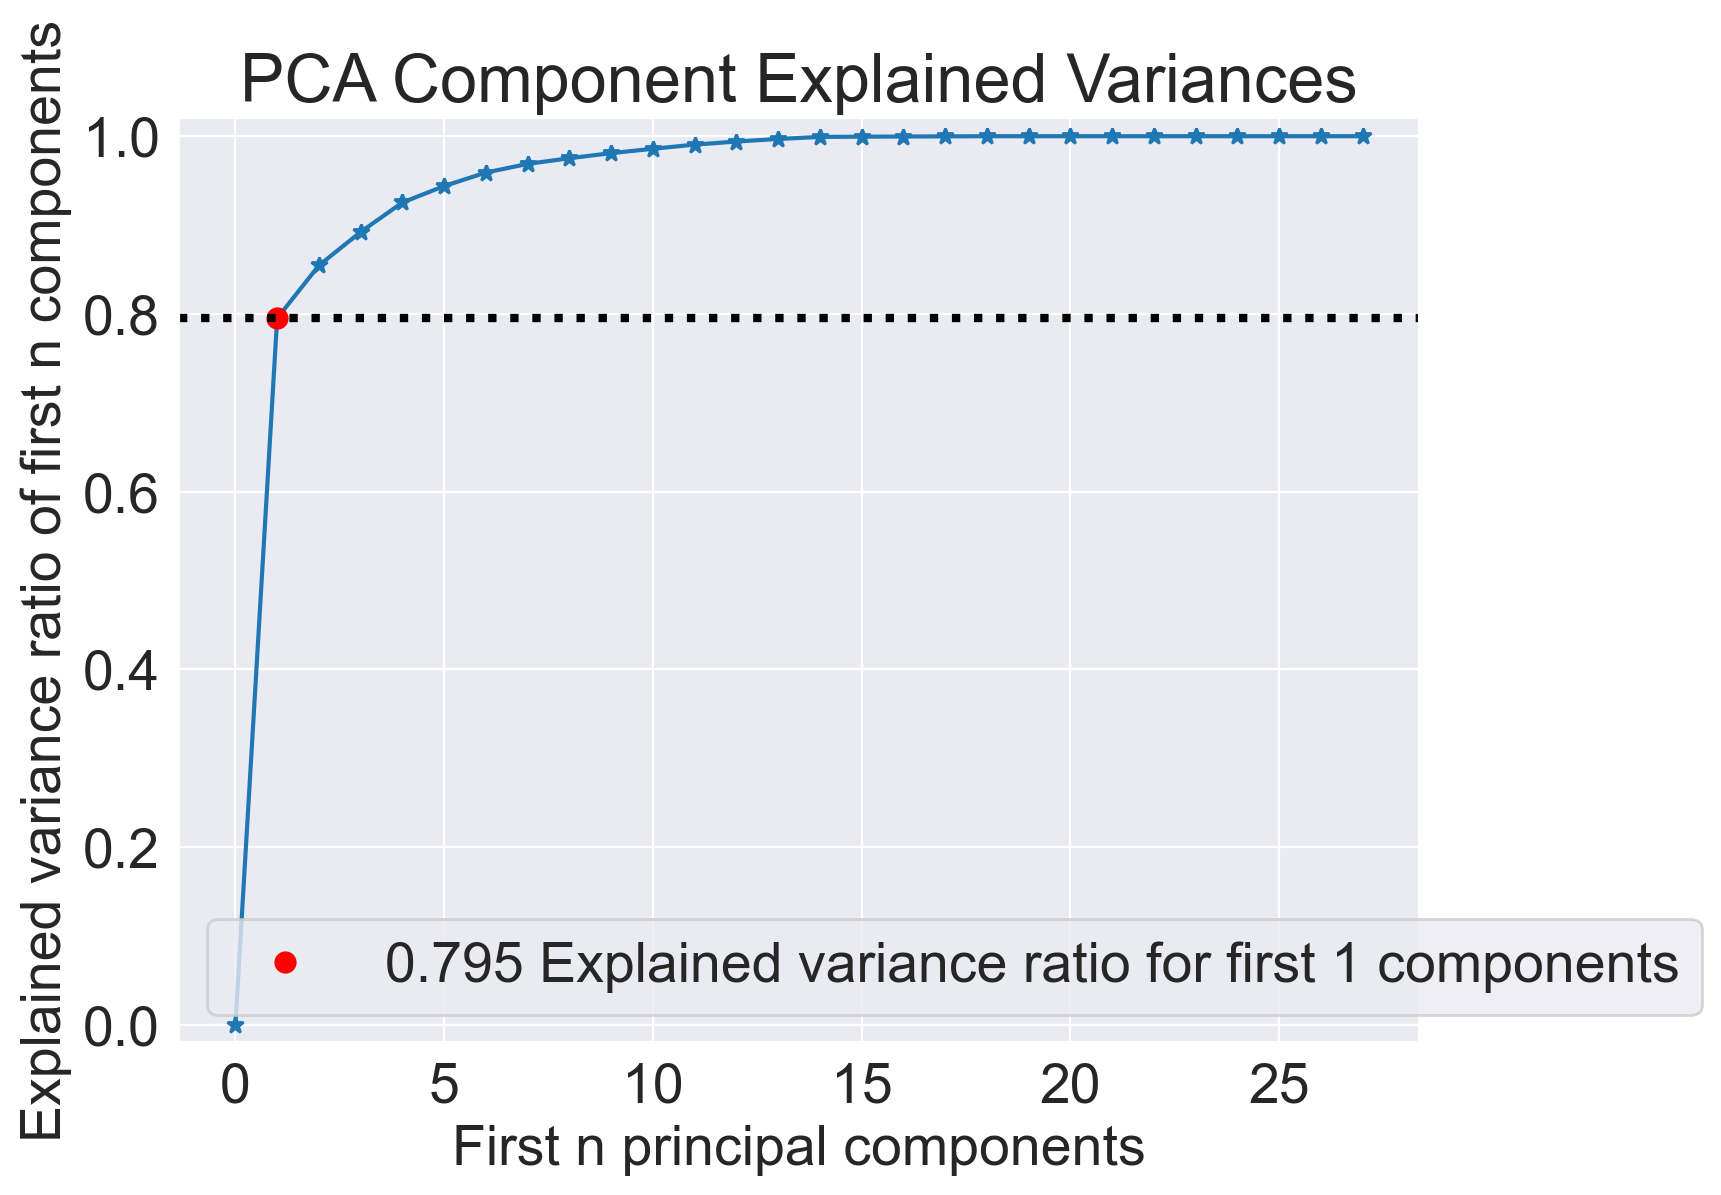 PCA Component Explained Variances
Explained variance ratio of first n components
1.0
0.8
0.6
0.4
0.2
0.0
0.795 Explained variance ratio for first 1 components
0 5 10 15 20 25
First n principal components